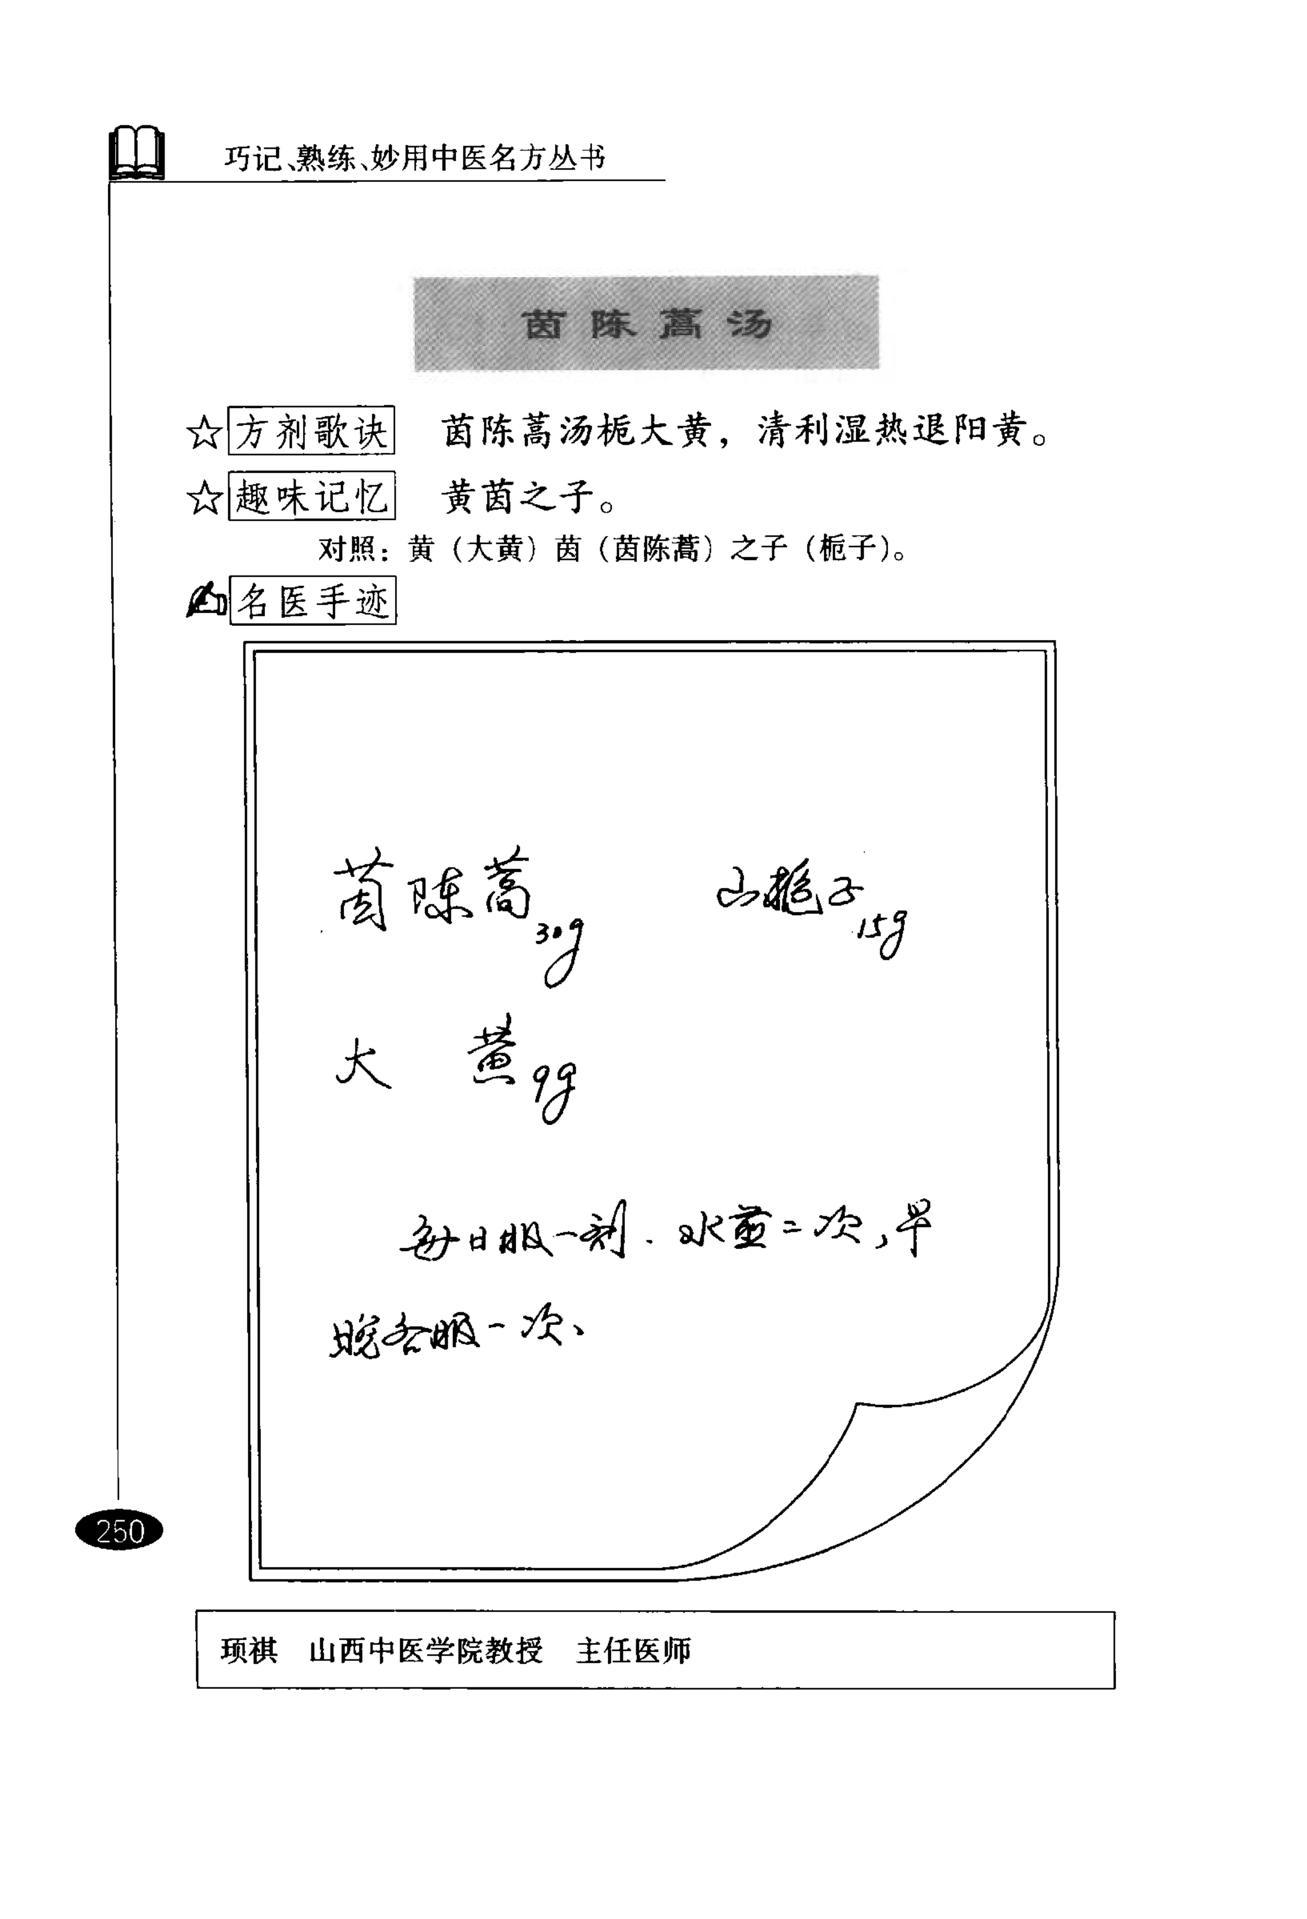 巧记、熟练、妙用中医名方丛书
茵陈蒿汤
☆方剂歌诀 茵陈蒿汤栀大黄，清利湿热退阳黄。
☆趣味记忆 黄茵之子。
对照：黄（大黄）茵（茵陈蒿）之子（栀子）。
名医手迹
茵陈蒿30g 山栀子15g
大黄9g
每日服一剂．水煎二次，早
晚各服一次、
250
顼祺 山西中医学院教授 主任医师